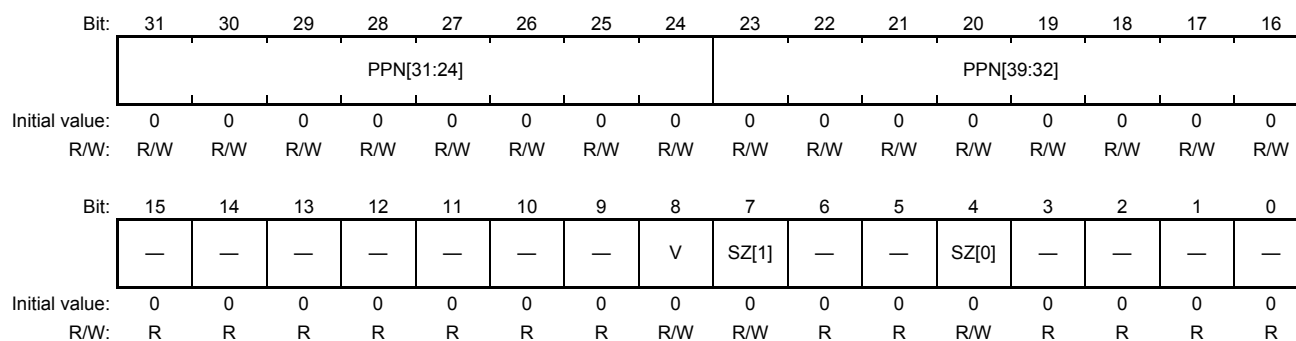 Bit: 31 30 29 28 27 26 25 24 23 22 21 20 19 18 17 16
PPN[31:24] PPN[39:32]
Initial value: 0 0 0 0 0 0 0 0 0 0 0 0 0 0 0 0
R/W: R/W R/W R/W R/W R/W R/W R/W R/W R/W R/W R/W R/W R/W R/W R/W R/W
Bit: 15 14 13 12 11 10 9 8 7 6 5 4 3 2 1 0
— — — — — — — V SZ[1] — — SZ[0] — — — —
Initial value: 0 0 0 0 0 0 0 0 0 0 0 0 0 0 0 0
R/W: R R R R R R R R/W R/W R R R/W R R R R